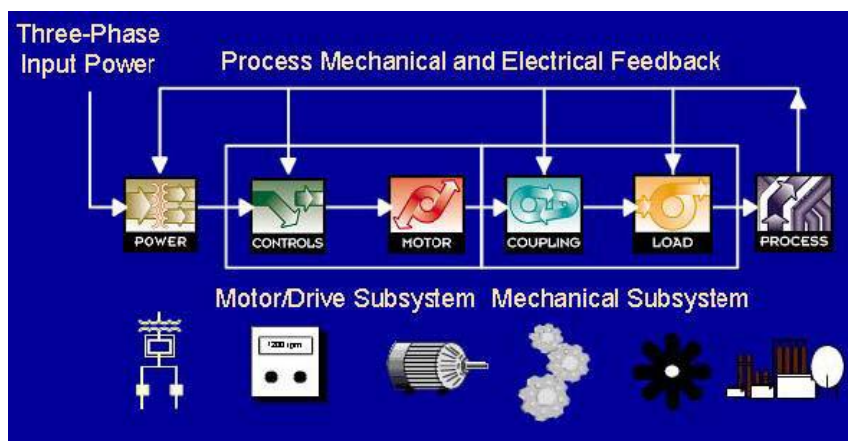 Three-Phase
Input Power
Process Mechanical and Electrical Feedback
POWER
CONTROLS
MOTOR
COUPLING
LOAD
PROCESS
Motor/Drive Subsystem
Mechanical Subsystem
1200 rpm